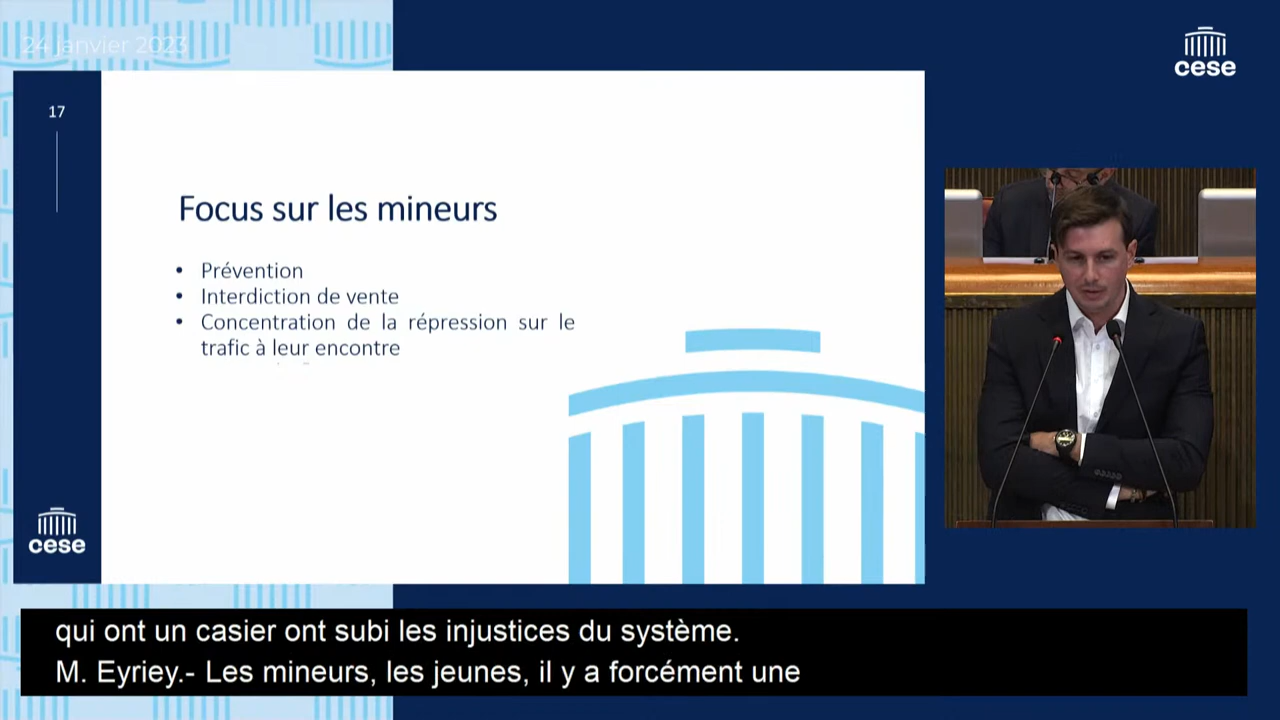 24 janvier 2023
cese
17
Focus sur les mineurs
• Prévention
• Interdiction de vente
• Concentration de la répression sur le
trafic à leur encontre
cese
qui ont un casier ont subi les injustices du système.
M. Eyriey.- Les mineurs, les jeunes, il y a forcément une